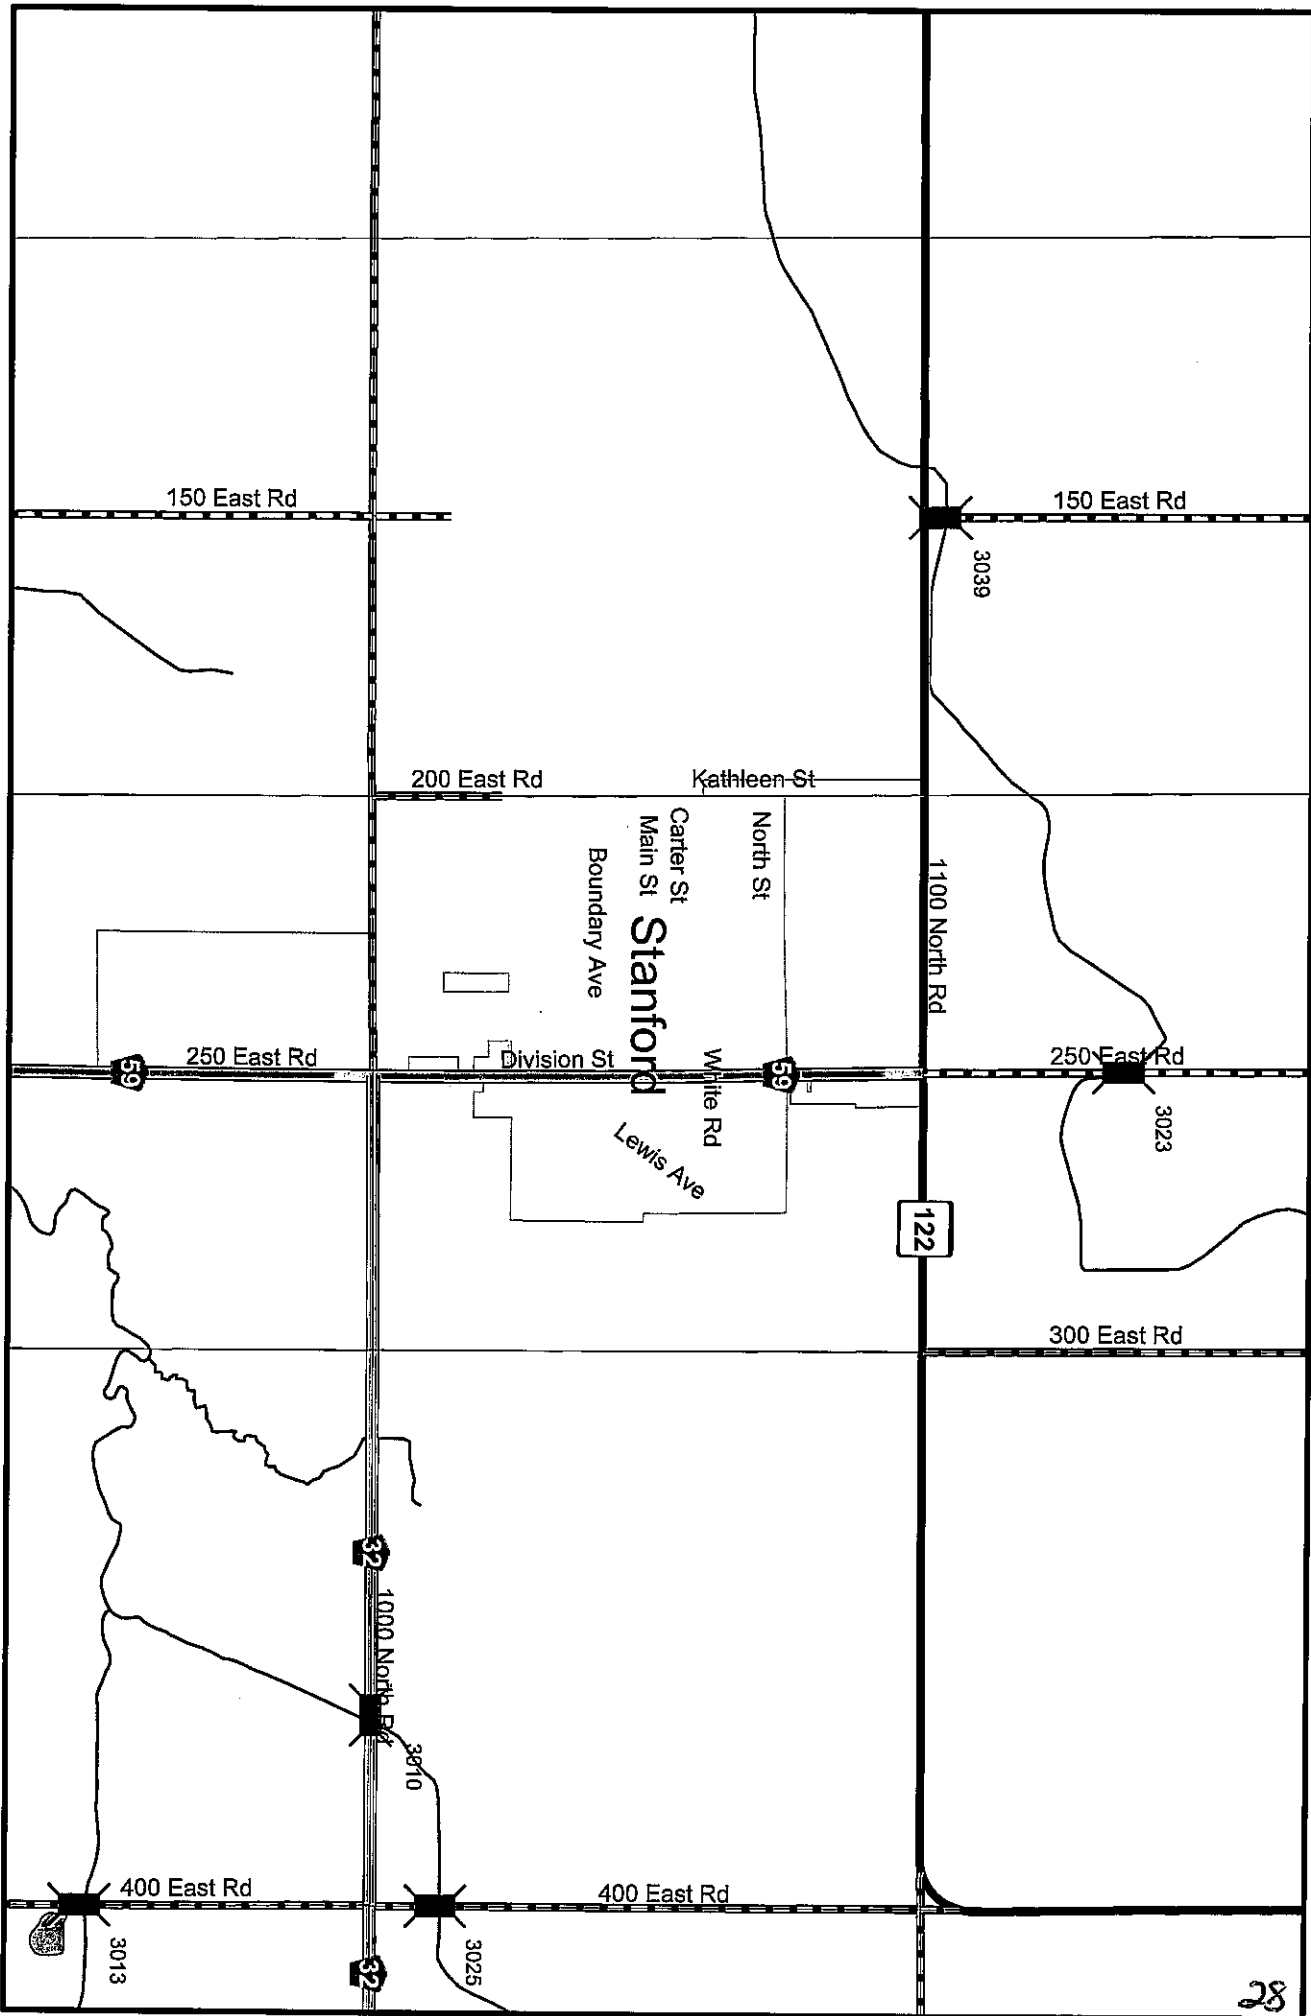 150 East Rd
150 East Rd
3039
200 East Rd
Kathleen St
North St
Carter St
Main St
Boundary Ave
Stanford
1100 North Rd
59
250 East Rd
Division St
White Rd
59
250 East Rd
3023
Lewis Ave
122
300 East Rd
32
1000 North Rd
3010
400 East Rd
400 East Rd
3013
32
3025
28